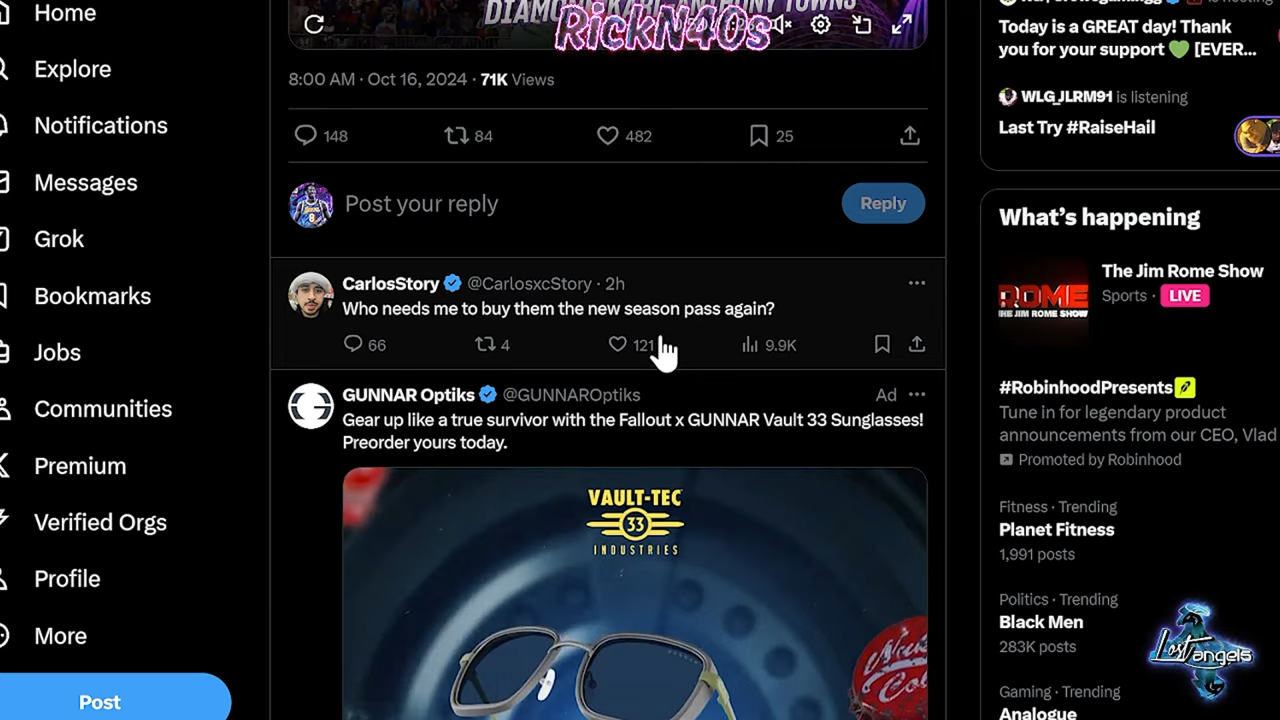 Home
Explore
Notifications
Messages
Grok
Bookmarks
Jobs
Communities
Premium
Verified Orgs
Profile
More
Post
RickN40s
8:00 AM · Oct 16, 2024 · 71K Views
148 84 482 25
Post your reply
Reply
CarlosStory @CarlosxcStory · 2h
Who needs me to buy them the new season pass again?
66 4 121 9.9K
GUNNAR Optiks @GUNNAROptiks Ad
Gear up like a true survivor with the Fallout x GUNNAR Vault 33 Sunglasses!
Preorder yours today.
VAULT-TEC
33
INDUSTRIES
Today is a GREAT day! Thank
you for your support 💚 [EVER...
WLG_JLRM91 is listening
Last Try #RaiseHail
What's happening
ROME
THE JIM ROME SHOW
The Jim Rome Show
Sports · LIVE
#RobinhoodPresents
Tune in for legendary product
announcements from our CEO, Vlad
Promoted by Robinhood
Fitness · Trending
Planet Fitness
1,991 posts
Politics · Trending
Black Men
283K posts
Gaming · Trending
Analogue
Lost angels